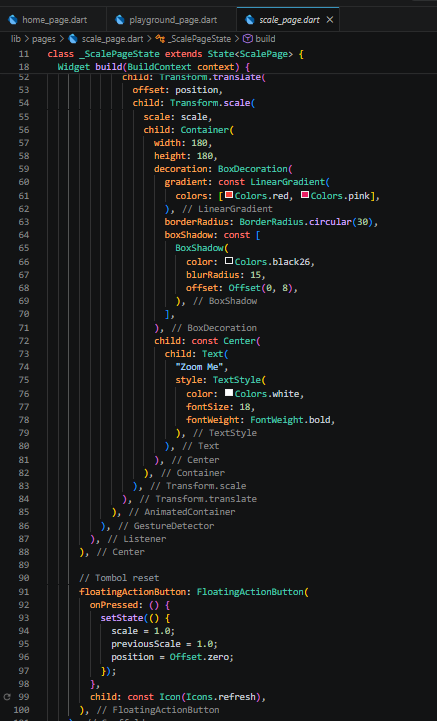 home_page.dart playground_page.dart scale_page.dart ×
lib > pages > scale_page.dart > _ScalePageState > build
11 class _ScalePageState extends State<ScalePage> {
18 Widget build(BuildContext context) {
52 child: Transform.translate(
53 offset: position,
54 child: Transform.scale(
55 scale: scale,
56 child: Container(
57 width: 180,
58 height: 180,
59 decoration: BoxDecoration(
60 gradient: const LinearGradient(
61 colors: [Colors.red, Colors.pink],
62 ), // LinearGradient
63 borderRadius: BorderRadius.circular(30),
64 boxShadow: const [
65 BoxShadow(
66 color: Colors.black26,
67 blurRadius: 15,
68 offset: Offset(0, 8),
69 ), // BoxShadow
70 ],
71 ), // BoxDecoration
72 child: const Center(
73 child: Text(
74 "Zoom Me",
75 style: TextStyle(
76 color: Colors.white,
77 fontSize: 18,
78 fontWeight: FontWeight.bold,
79 ), // TextStyle
80 ), // Text
81 ), // Center
82 ), // Container
83 ), // Transform.scale
84 ), // Transform.translate
85 ), // AnimatedContainer
86 ), // GestureDetector
87 ), // Listener
88 ), // Center
89
90 // Tombol reset
91 floatingActionButton: FloatingActionButton(
92 onPressed: () {
93 setState(() {
94 scale = 1.0;
95 previousScale = 1.0;
96 position = Offset.zero;
97 });
98 },
99 child: const Icon(Icons.refresh),
100 ), // FloatingActionButton